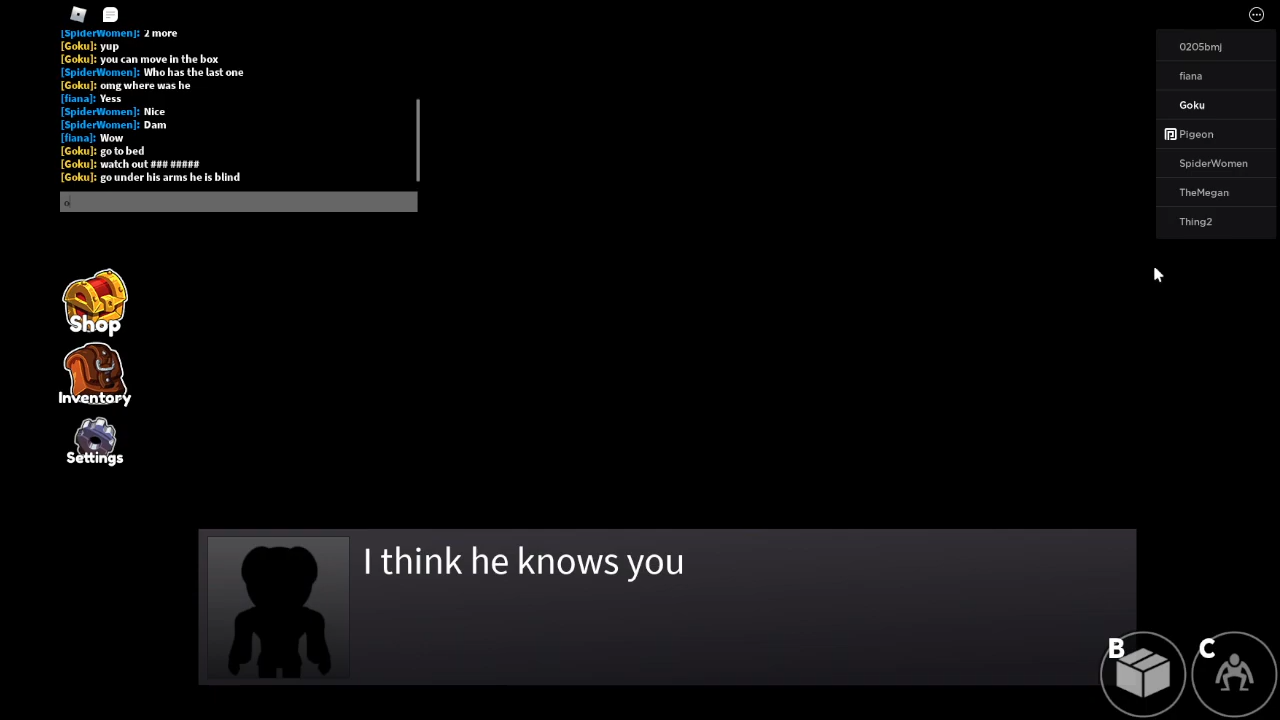 [SpiderWomen]: 2 more
[Goku]: yup
[Goku]: you can move in the box
[SpiderWomen]: Who has the last one
[Goku]: omg where was he
[fiana]: Yess
[SpiderWomen]: Nice
[SpiderWomen]: Dam
[fiana]: Wow
[Goku]: go to bed
[Goku]: watch out ### #####
[Goku]: go under his arms he is blind
o
0205bmj
fiana
Goku
Pigeon
SpiderWomen
TheMegan
Thing2
Shop
Inventory
Settings
I think he knows you
B
C